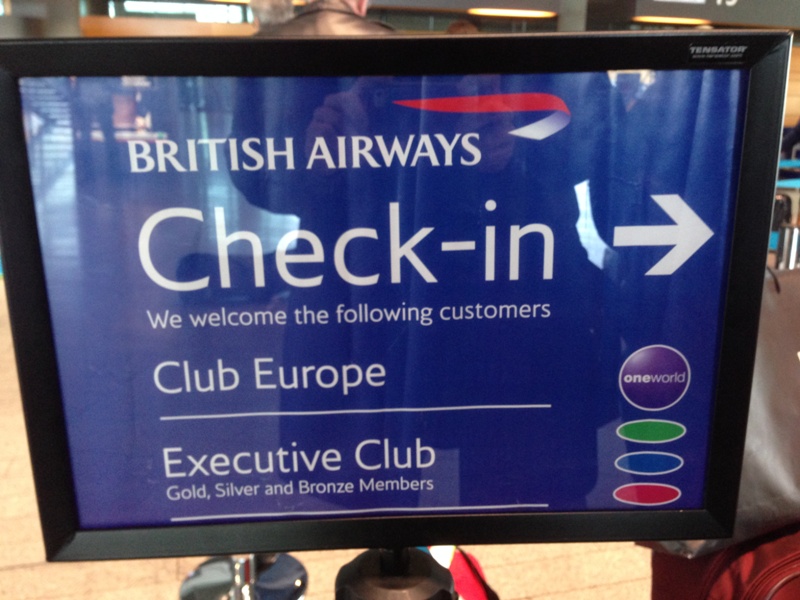 TENSATOR
BRITISH AIRWAYS
Check-in
We welcome the following customers
Club Europe
oneworld
Executive Club
Gold, Silver and Bronze Members